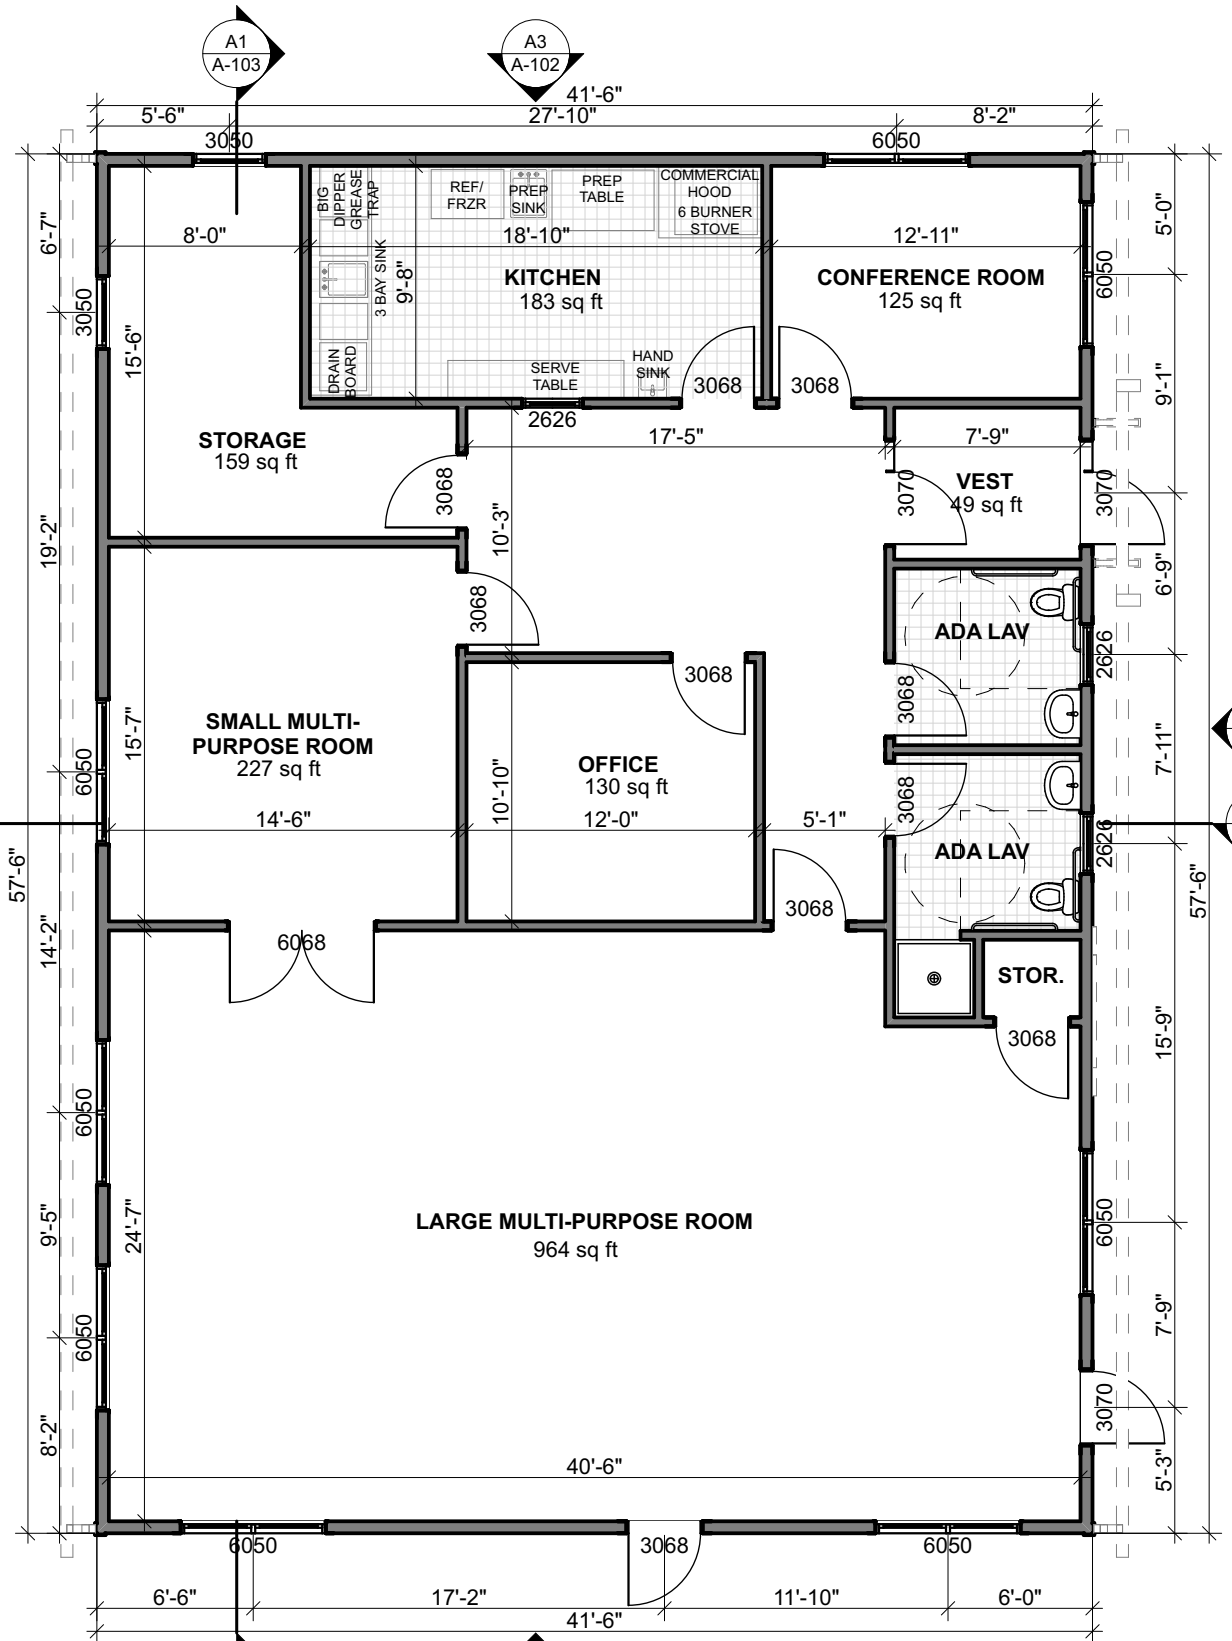 A1
A-103
A3
A-102
41'-6"
5'-6"
27'-10"
8'-2"
3050
6050
BIG
DIPPER
GREASE
TRAP
REF/
FRZR
PREP
SINK
PREP
TABLE
COMMERCIAL
HOOD
6 BURNER
STOVE
6'-7"
5'-0"
8'-0"
18'-10"
12'-11"
3 BAY SINK
9'-8"
KITCHEN
183 sq ft
CONFERENCE ROOM
125 sq ft
6050
3050
15'-6"
DRAIN
BOARD
SERVE
TABLE
HAND
SINK
3068
3068
9'-1"
2626
STORAGE
159 sq ft
17'-5"
7'-9"
3068
VEST
49 sq ft
3070
3070
19'-2"
10'-3"
6'-9"
3068
ADA LAV
2626
3068
3068
SMALL MULTI-
PURPOSE ROOM
227 sq ft
15'-7"
6050
OFFICE
130 sq ft
10'-10"
7'-11"
3068
14'-6"
12'-0"
5'-1"
ADA LAV
2626
57'-6"
57'-6"
3068
14'-2"
6068
STOR.
3068
15'-9"
6050
LARGE MULTI-PURPOSE ROOM
964 sq ft
24'-7"
9'-5"
6050
6050
7'-9"
3070
8'-2"
40'-6"
5'-3"
6050
3068
6050
6'-6"
17'-2"
11'-10"
6'-0"
41'-6"